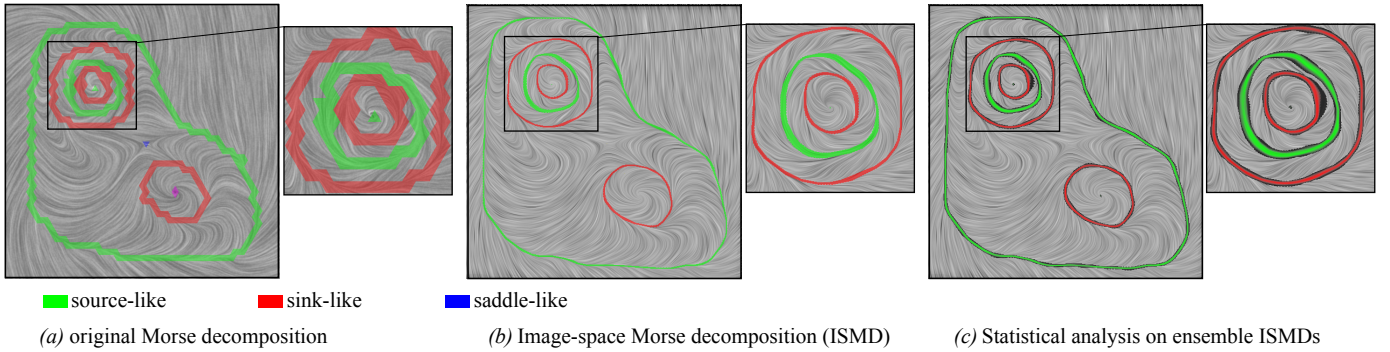 source-like
sink-like
saddle-like
(a) original Morse decomposition
(b) Image-space Morse decomposition (ISMD)
(c) Statistical analysis on ensemble ISMDs